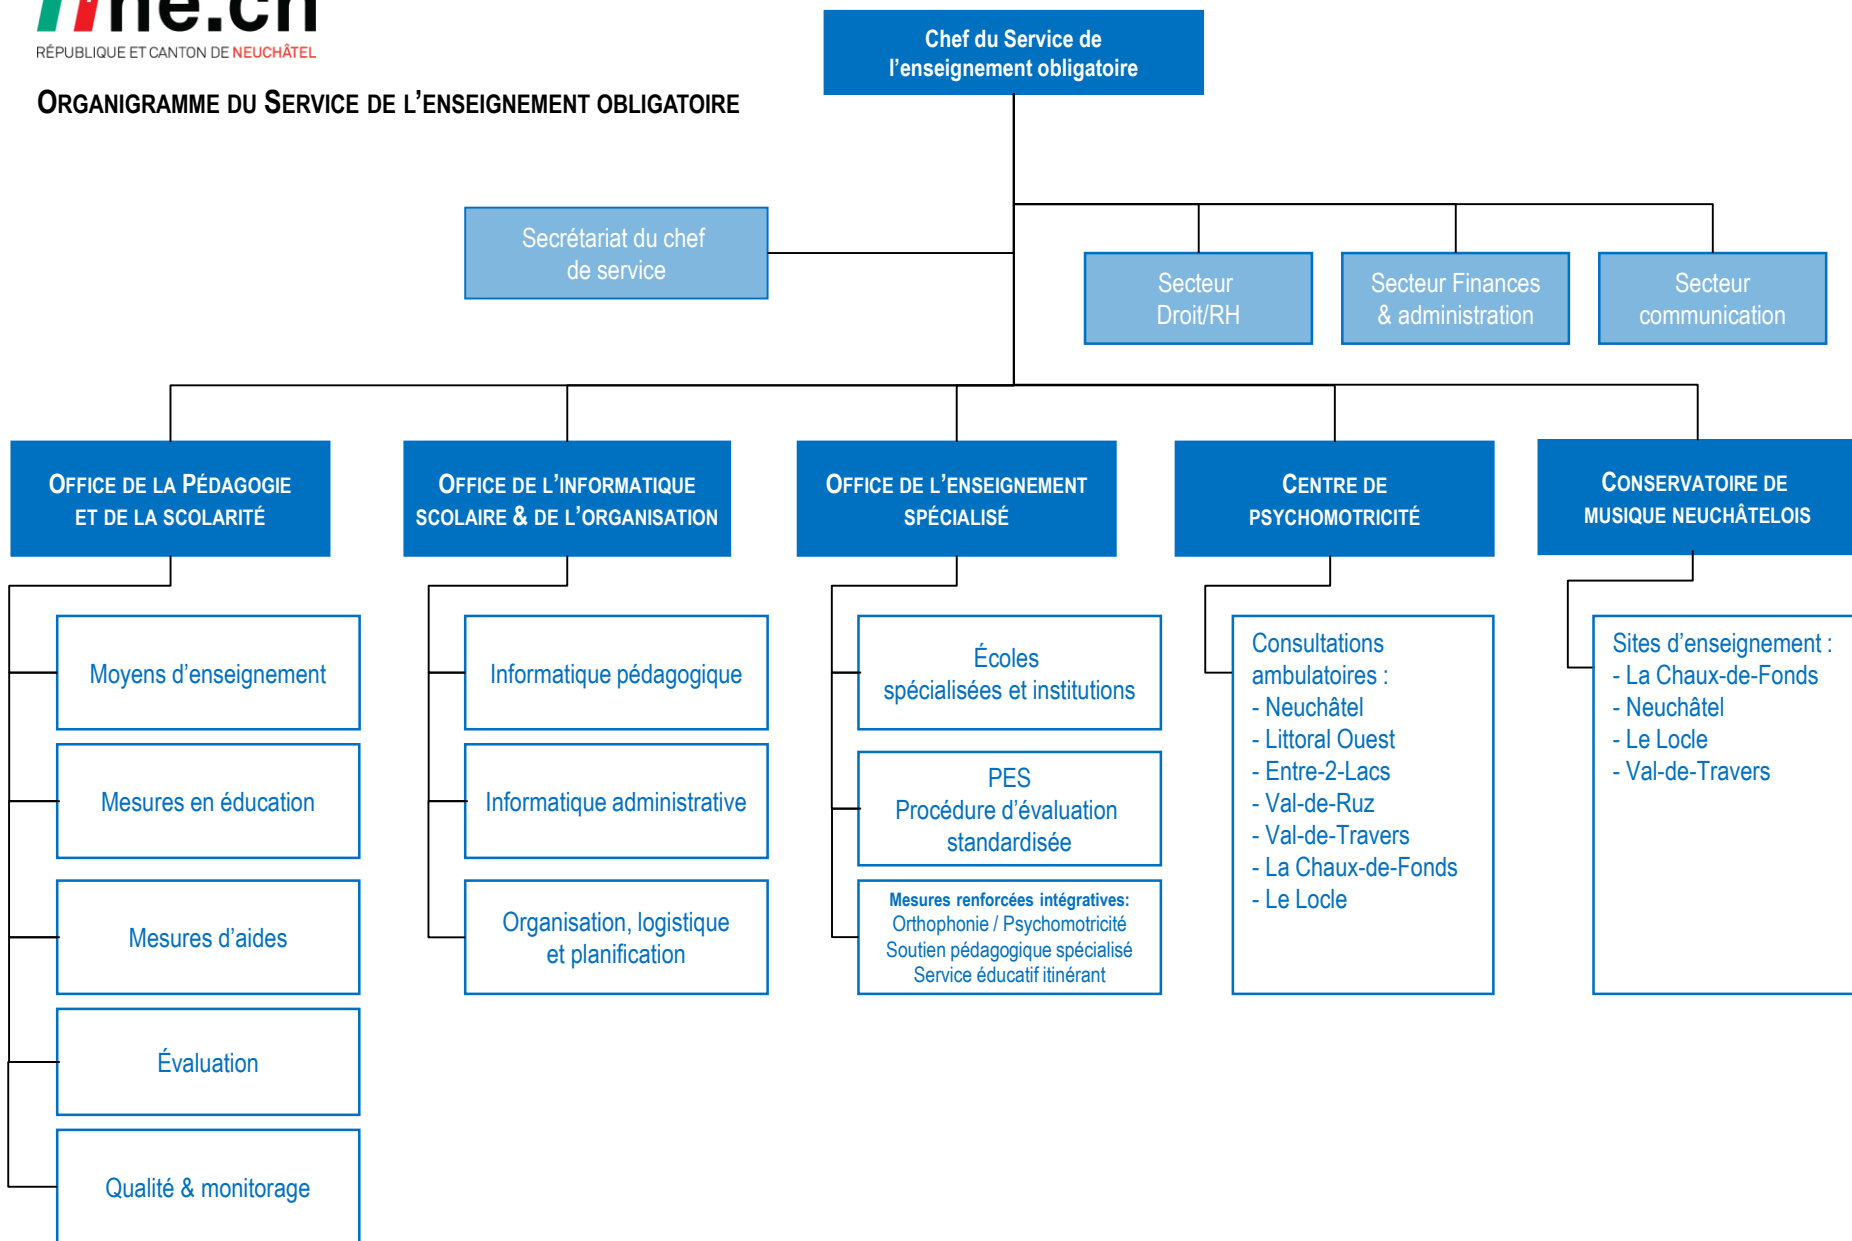 ne.ch
RÉPUBLIQUE ET CANTON DE NEUCHÂTEL
ORGANIGRAMME DU SERVICE DE L'ENSEIGNEMENT OBLIGATOIRE
Chef du Service de
l'enseignement obligatoire
Secrétariat du chef
de service
Secteur
Droit/RH
Secteur Finances
& administration
Secteur
communication
OFFICE DE LA PÉDAGOGIE
ET DE LA SCOLARITÉ
Moyens d'enseignement
Mesures en éducation
Mesures d'aides
Évaluation
Qualité & monitorage
OFFICE DE L'INFORMATIQUE
SCOLAIRE & DE L'ORGANISATION
Informatique pédagogique
Informatique administrative
Organisation, logistique
et planification
OFFICE DE L'ENSEIGNEMENT
SPÉCIALISÉ
Écoles
spécialisées et institutions
PES
Procédure d'évaluation
standardisée
Mesures renforcées intégratives:
Orthophonie / Psychomotricité
Soutien pédagogique spécialisé
Service éducatif itinérant
CENTRE DE
PSYCHOMOTRICITÉ
Consultations
ambulatoires :
- Neuchâtel
- Littoral Ouest
- Entre-2-Lacs
- Val-de-Ruz
- Val-de-Travers
- La Chaux-de-Fonds
- Le Locle
CONSERVATOIRE DE
MUSIQUE NEUCHÂTELOIS
Sites d'enseignement :
- La Chaux-de-Fonds
- Neuchâtel
- Le Locle
- Val-de-Travers